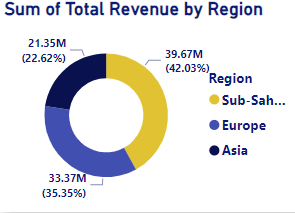 Sum of Total Revenue by Region
21.35M
(22.62%)
39.67M
(42.03%)
Region
Sub-Sah...
Europe
Asia
33.37M
(35.35%)